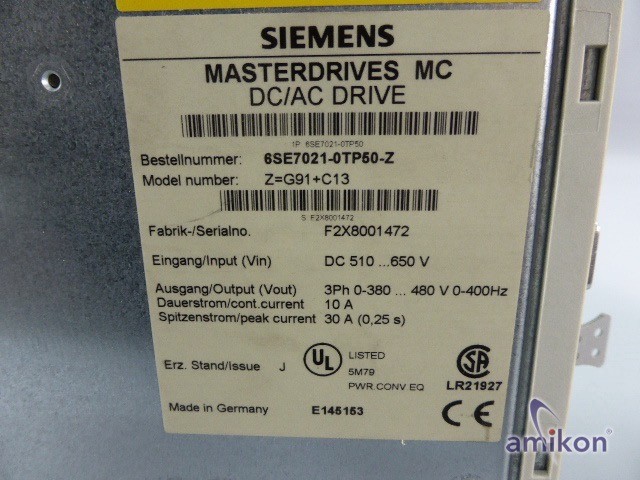 SIEMENS
MASTERDRIVES MC
DC/AC DRIVE
1P 6SE7021-0TP50
Bestellnummer: 6SE7021-0TP50-Z
Model number: Z=G91+C13
S F2X8001472
Fabrik-/Serialno. F2X8001472
Eingang/Input (Vin) DC 510 ...650 V
Ausgang/Output (Vout) 3Ph 0-380 ... 480 V 0-400Hz
Dauerstrom/cont.current 10 A
Spitzenstrom/peak current 30 A (0,25 s)
Erz. Stand/Issue J
UL LISTED
5M79
PWR.CONV EQ
SA
LR21927
Made in Germany E145153
CE
amikon